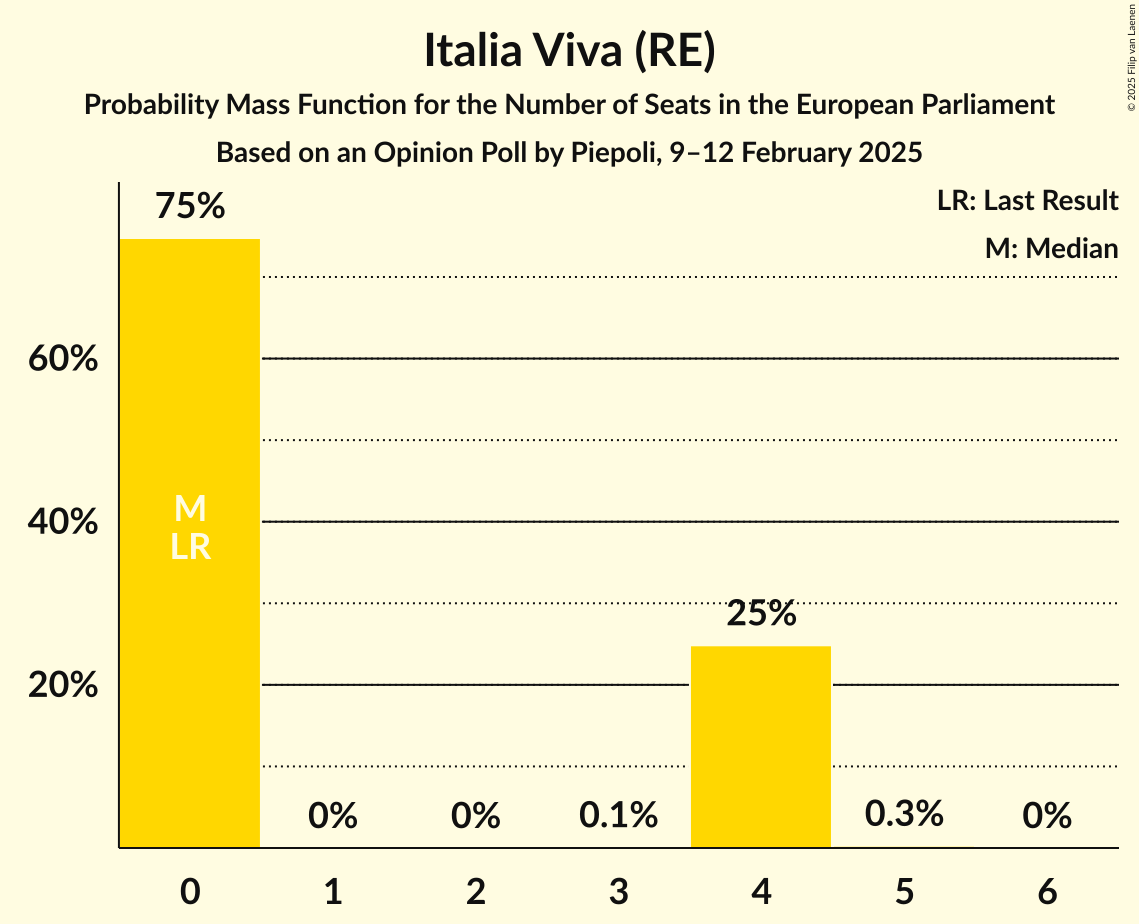 Italia Viva (RE)
Probability Mass Function for the Number of Seats in the European Parliament
Based on an Opinion Poll by Piepoli, 9–12 February 2025
© 2025 Filip van Laenen
LR: Last Result
M: Median
75%
60%
40%
20%
M
LR
0%
0%
0.1%
25%
0.3%
0%
0 1 2 3 4 5 6